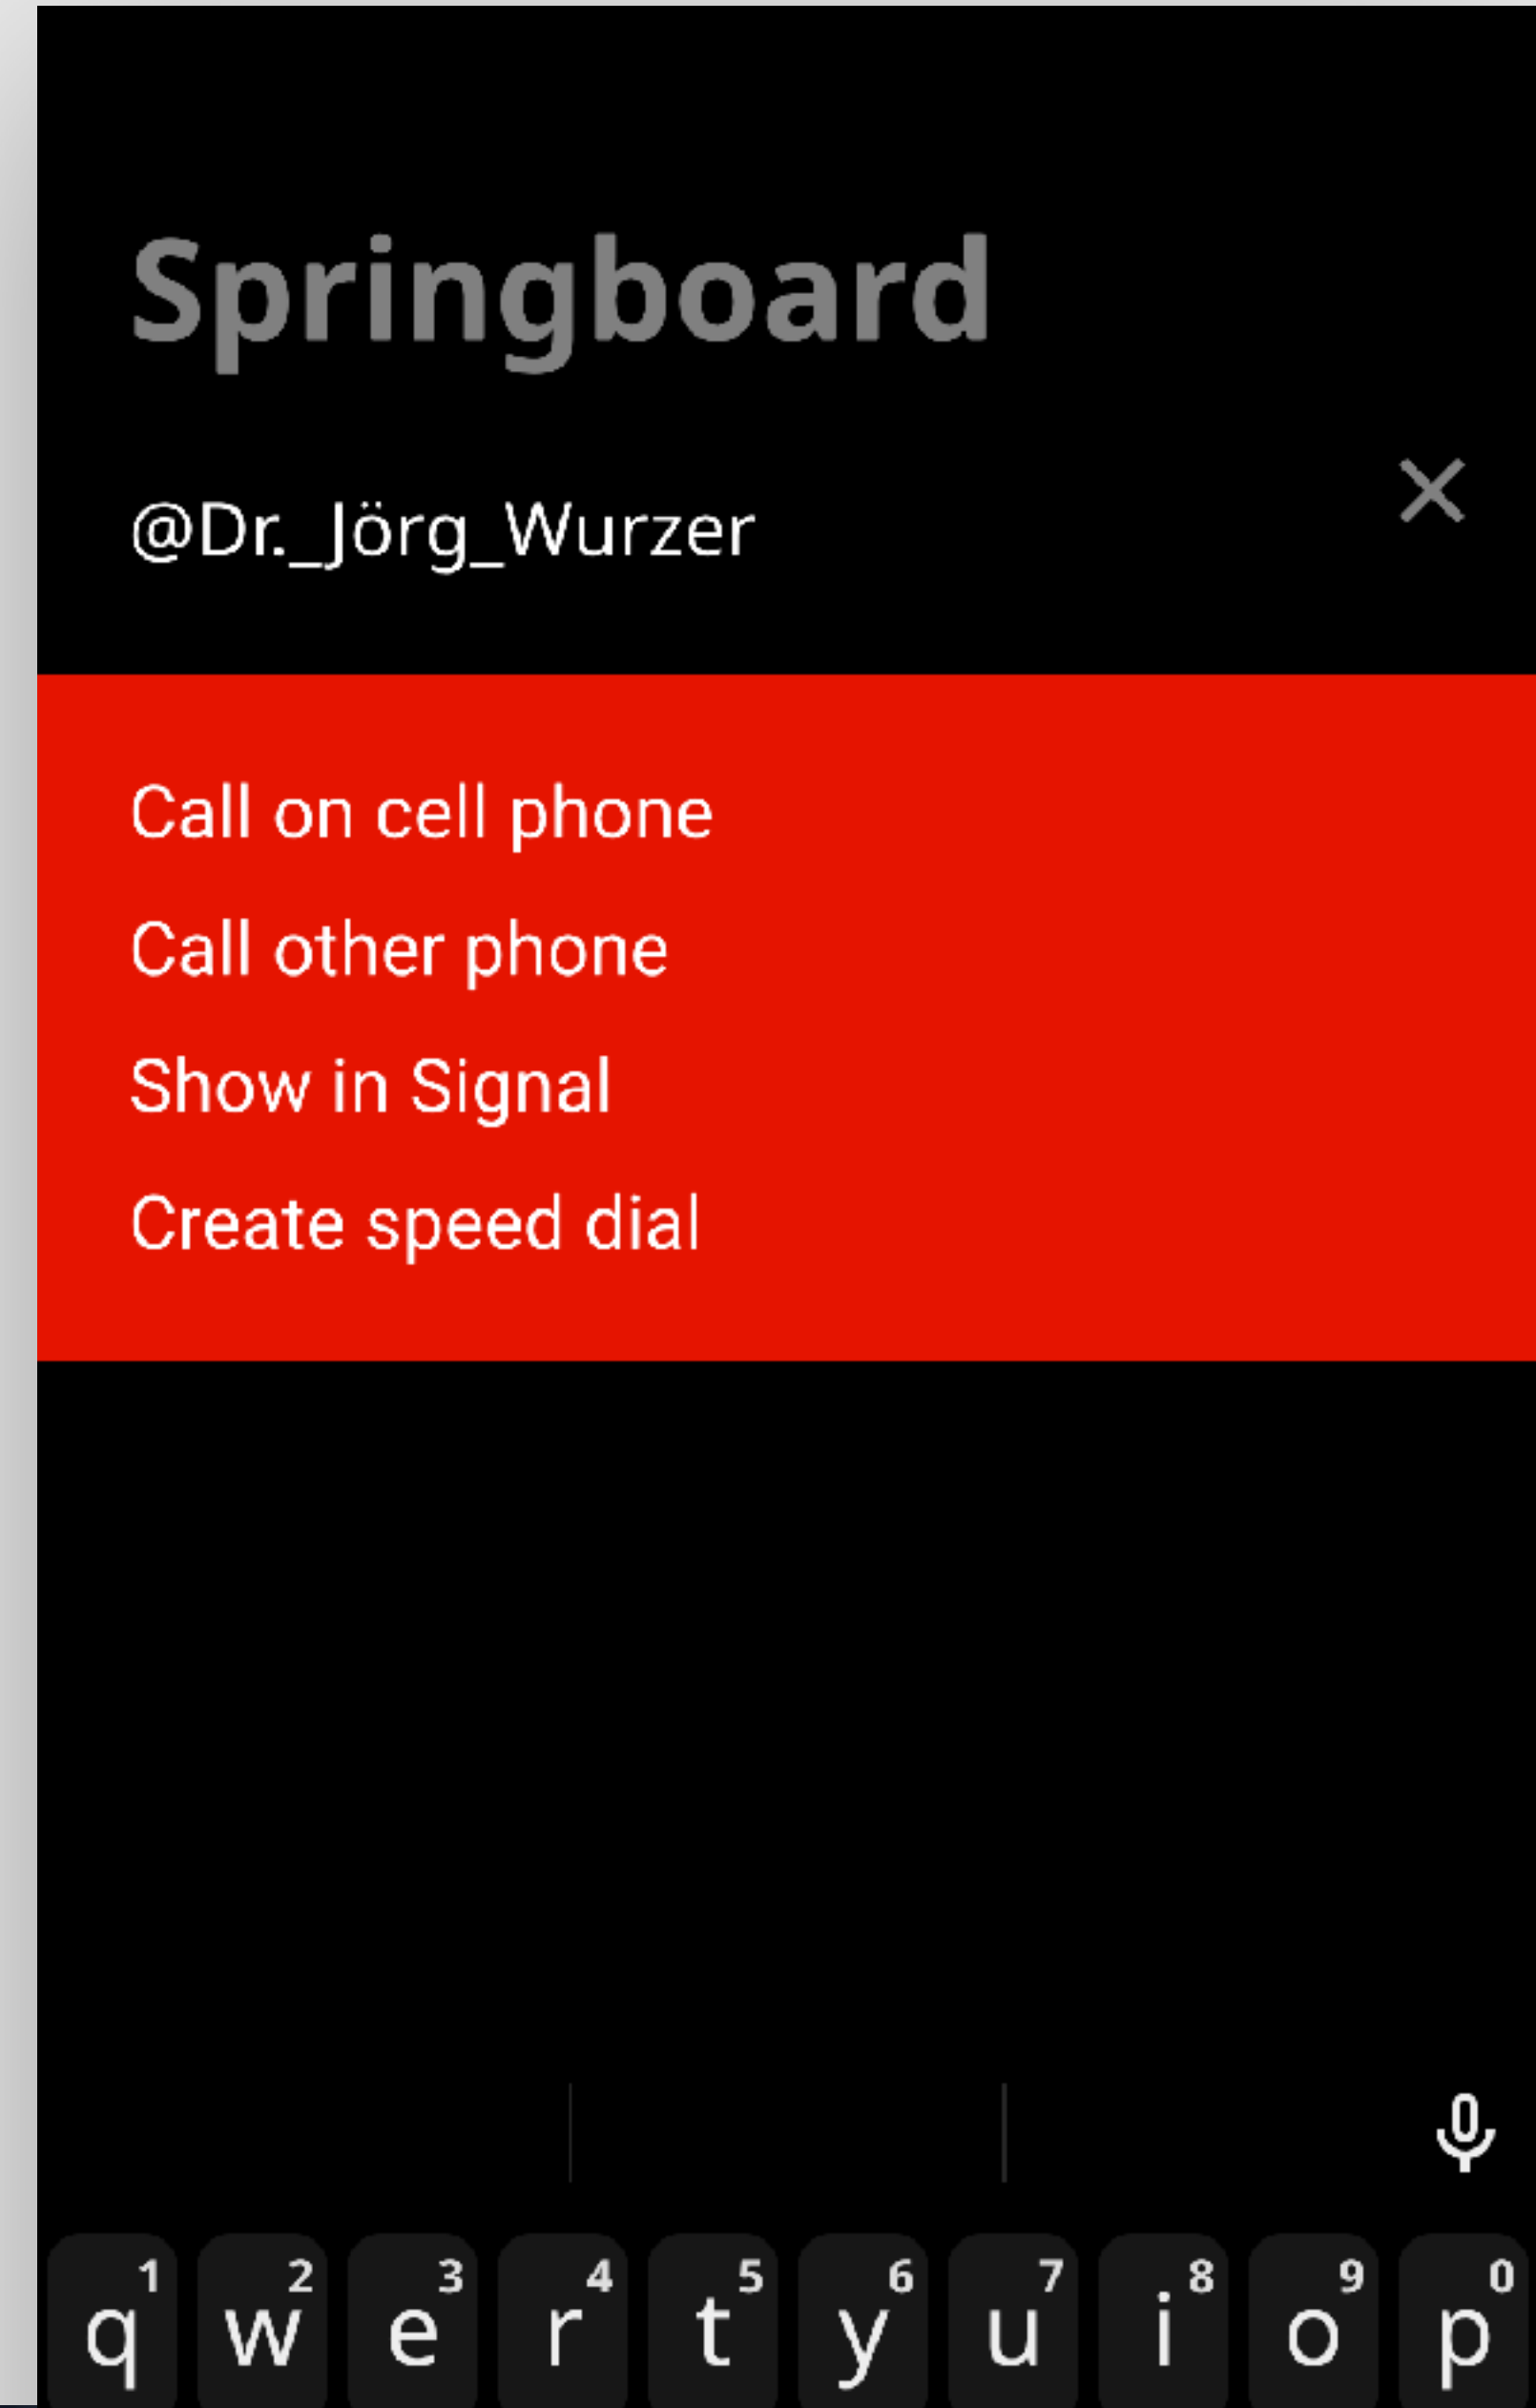 Springboard
@Dr._Jörg_Wurzer
Call on cell phone
Call other phone
Show in Signal
Create speed dial
1 2 3 4 5 6 7 8 9 0
q w e r t y u i o p